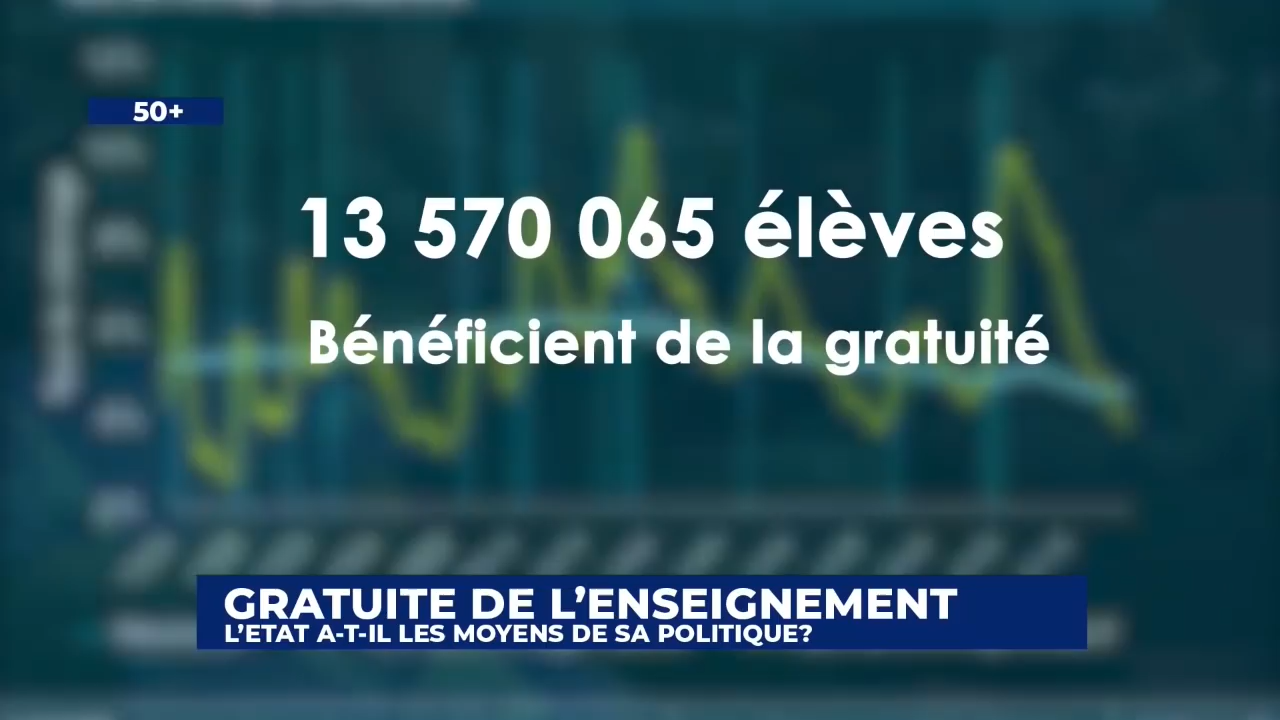 50+
13 570 065 élèves
Bénéficient de la gratuité
GRATUITE DE L’ENSEIGNEMENT
L’ETAT A-T-IL LES MOYENS DE SA POLITIQUE?